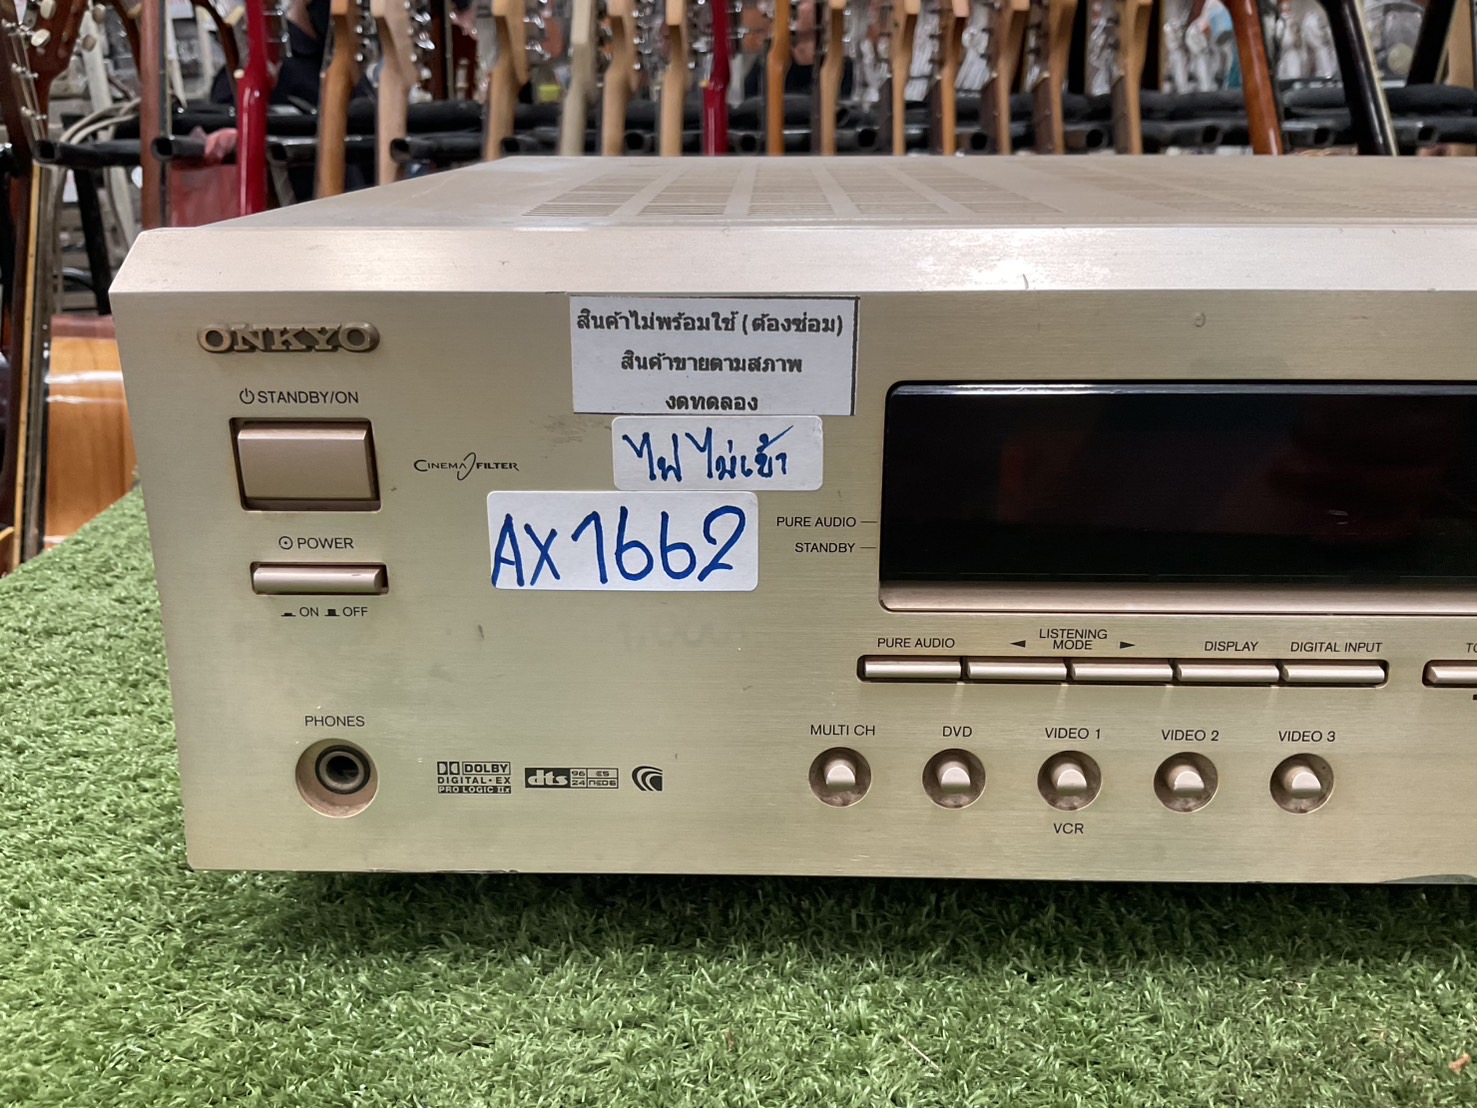 ONKYO
STANDBY/ON
CINEMA FILTER
POWER
ON OFF
PHONES
DOLBY
DIGITAL·EX
PRO LOGIC IIx
dts 96 24 ES
สินค้าไม่พร้อมใช้ (ต้องซ่อม)
สินค้าขายตามสภาพ
งดทดลอง
ไฟไม่เข้า
AX1662
PURE AUDIO
STANDBY
PURE AUDIO
LISTENING
MODE
DISPLAY
DIGITAL INPUT
MULTI CH
DVD
VIDEO 1
VIDEO 2
VIDEO 3
VCR